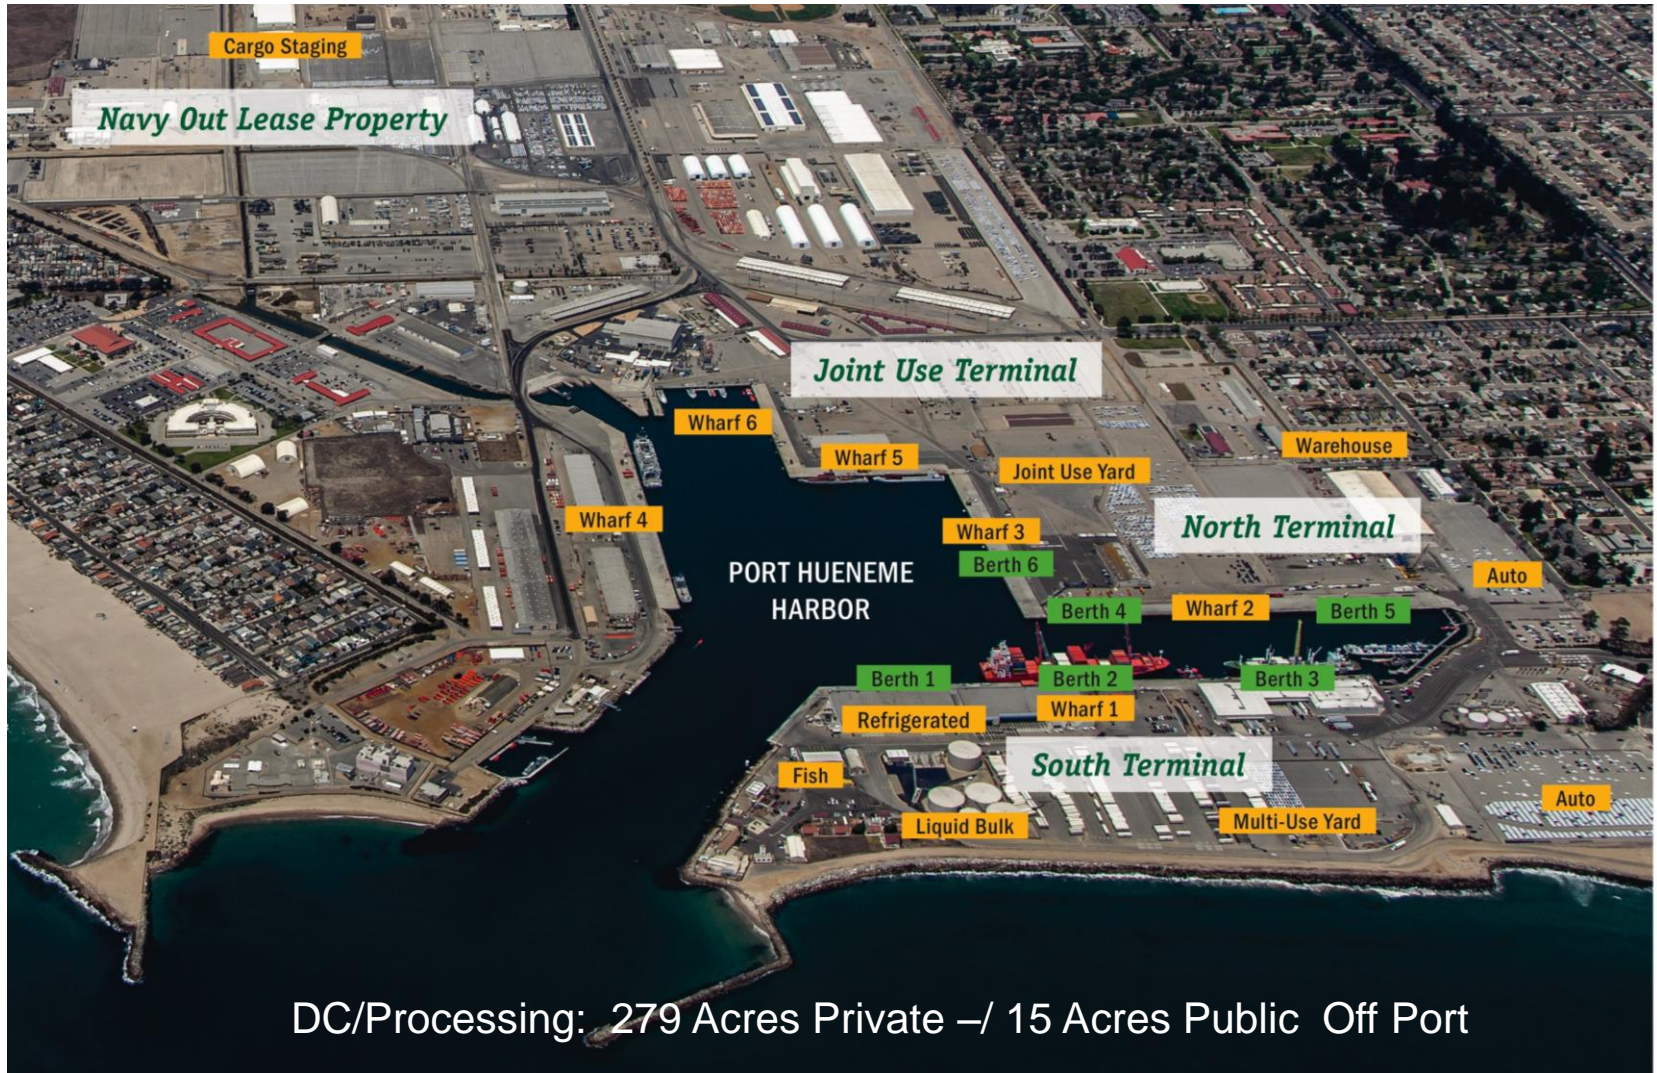 Cargo Staging
Navy Out Lease Property
Joint Use Terminal
Wharf 6
Wharf 5
Warehouse
Joint Use Yard
Wharf 4
Wharf 3
North Terminal
Berth 6
PORT HUENEME
HARBOR
Auto
Berth 4
Wharf 2
Berth 5
Berth 1
Berth 2
Berth 3
Refrigerated
Wharf 1
Fish
South Terminal
Auto
Liquid Bulk
Multi-Use Yard
DC/Processing: 279 Acres Private –/ 15 Acres Public Off Port